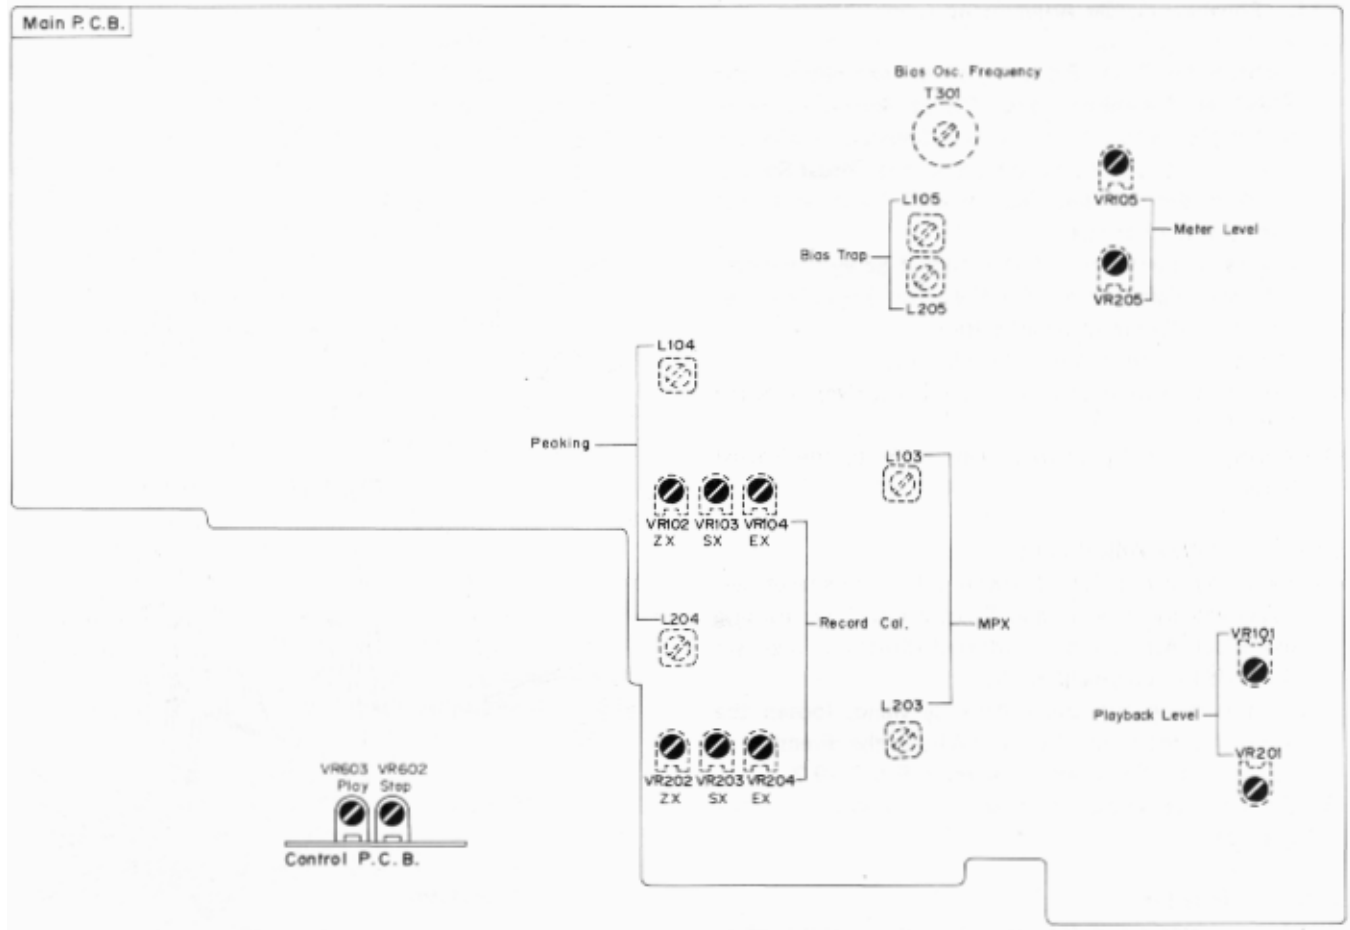 Main P.C.B.
Bias Osc. Frequency
T301
L105
VR105
Meter Level
Bias Trap
VR205
L205
L104
Peaking
L103
VR102 VR103 VR104
ZX SX EX
L204
Record Cal.
MPX
VR101
L203
Playback Level
VR201
VR603 VR602
Play Stop
VR202 VR203 VR204
ZX SX EX
Control P.C.B.